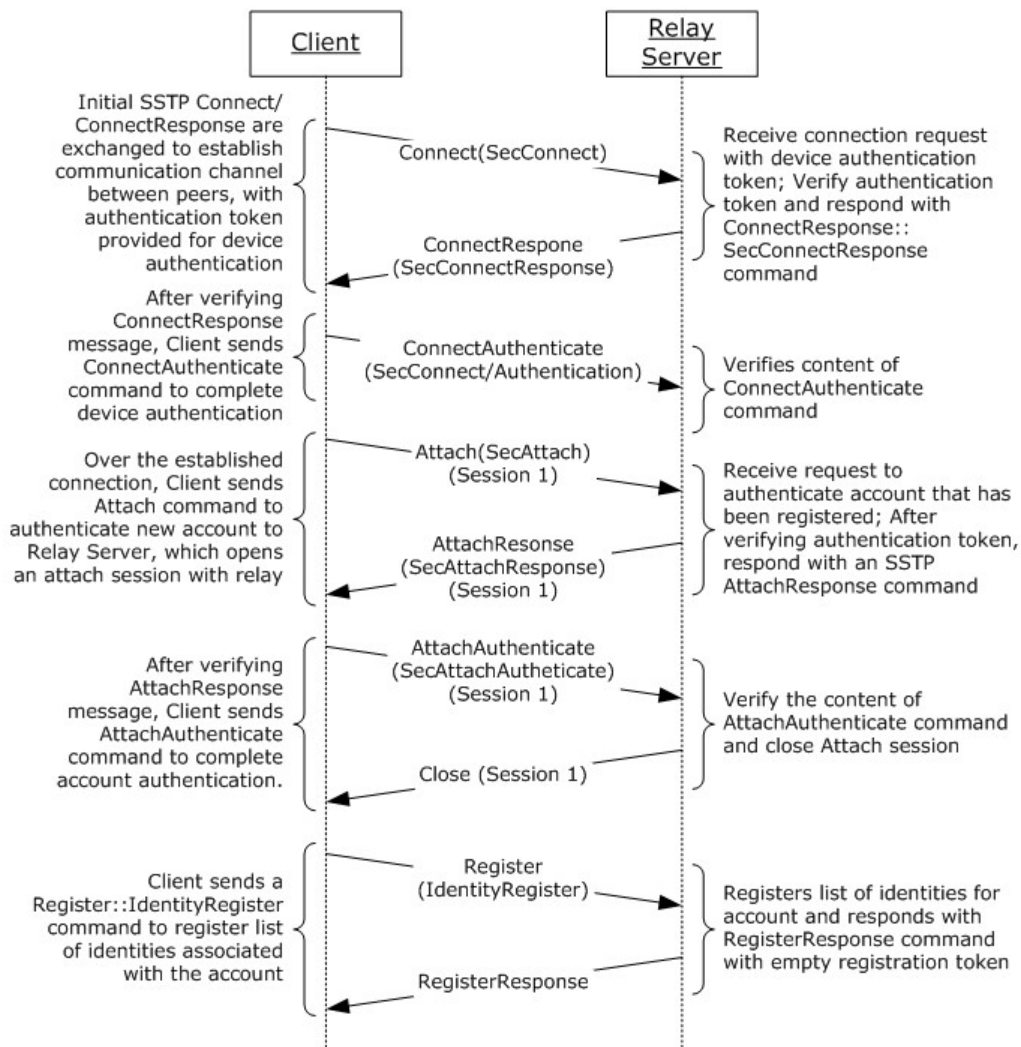 Client
Relay
Server
Initial SSTP Connect/
ConnectResponse are
exchanged to establish
communication channel
between peers, with
authentication token
provided for device
authentication
Connect(SecConnect)
Receive connection request
with device authentication
token; Verify authentication
token and respond with
ConnectResponse::
SecConnectResponse
command
ConnectRespone
(SecConnectResponse)
After verifying
ConnectResponse
message, Client sends
ConnectAuthenticate
command to complete
device authentication
ConnectAuthenticate
(SecConnect/Authentication)
Verifies content of
ConnectAuthenticate
command
Over the established
connection, Client sends
Attach command to
authenticate new account to
Relay Server, which opens
an attach session with relay
Attach(SecAttach)
(Session 1)
Receive request to
authenticate account that has
been registered; After
verifying authentication token,
respond with an SSTP
AttachResponse command
AttachResonse
(SecAttachResponse)
(Session 1)
After verifying
AttachResponse
message, Client sends
AttachAuthenticate
command to complete
account authentication.
AttachAuthenticate
(SecAttachAutheticate)
(Session 1)
Verify the content of
AttachAuthenticate command
and close Attach session
Close (Session 1)
Client sends a
Register::IdentityRegister
command to register list
of identities associated
with the account
Register
(IdentityRegister)
Registers list of identities for
account and responds with
RegisterResponse command
with empty registration token
RegisterResponse